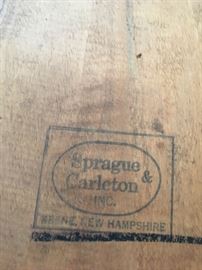 Sprague
& 
Carleton
INC.
KEENE, NEW HAMPSHIRE